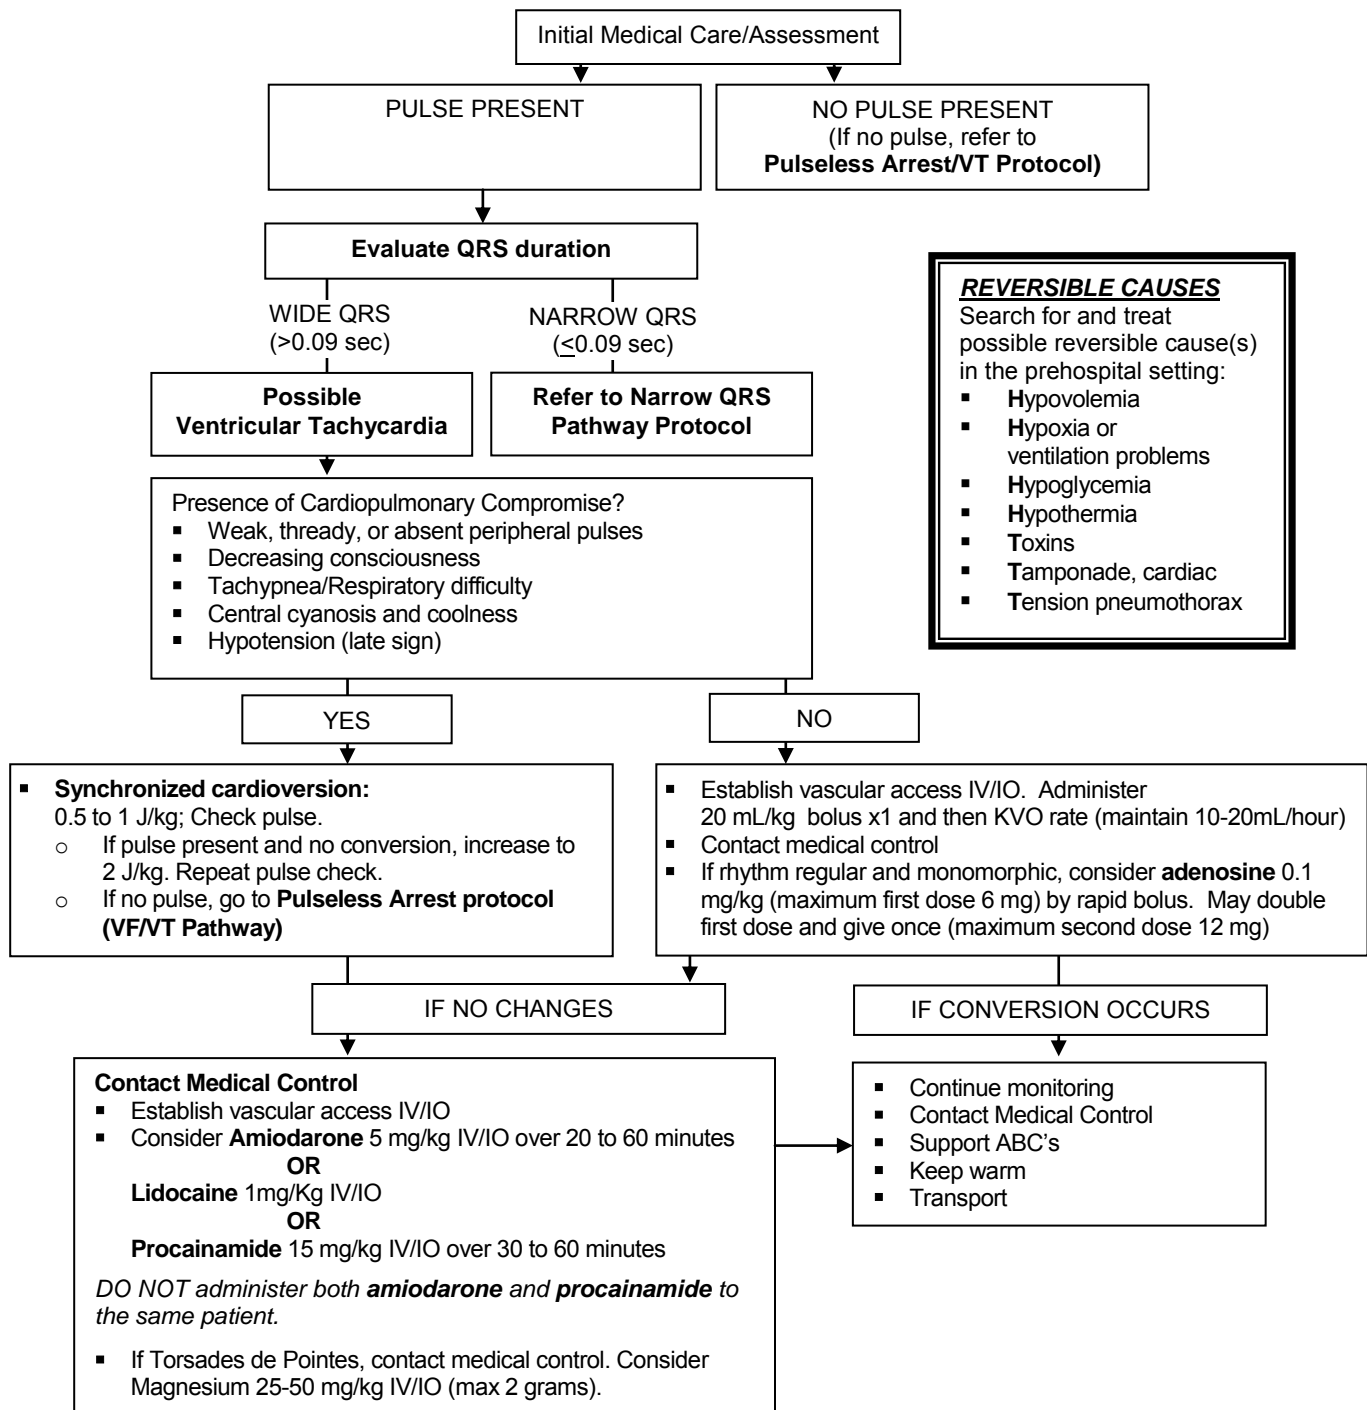 Initial Medical Care/Assessment
PULSE PRESENT
NO PULSE PRESENT
(If no pulse, refer to
Pulseless Arrest/VT Protocol)
Evaluate QRS duration
WIDE QRS
(>0.09 sec)
NARROW QRS
(≤0.09 sec)
Possible
Ventricular Tachycardia
Refer to Narrow QRS
Pathway Protocol
REVERSIBLE CAUSES
Search for and treat
possible reversible cause(s)
in the prehospital setting:
▪ Hypovolemia
▪ Hypoxia or
ventilation problems
▪ Hypoglycemia
▪ Hypothermia
▪ Toxins
▪ Tamponade, cardiac
▪ Tension pneumothorax
Presence of Cardiopulmonary Compromise?
▪ Weak, thready, or absent peripheral pulses
▪ Decreasing consciousness
▪ Tachypnea/Respiratory difficulty
▪ Central cyanosis and coolness
▪ Hypotension (late sign)
YES
NO
▪ Synchronized cardioversion:
0.5 to 1 J/kg; Check pulse.
o If pulse present and no conversion, increase to
2 J/kg. Repeat pulse check.
o If no pulse, go to Pulseless Arrest protocol
(VF/VT Pathway)
▪ Establish vascular access IV/IO. Administer
20 mL/kg bolus x1 and then KVO rate (maintain 10-20mL/hour)
▪ Contact medical control
▪ If rhythm regular and monomorphic, consider adenosine 0.1
mg/kg (maximum first dose 6 mg) by rapid bolus. May double
first dose and give once (maximum second dose 12 mg)
IF NO CHANGES
IF CONVERSION OCCURS
Contact Medical Control
▪ Establish vascular access IV/IO
▪ Consider Amiodarone 5 mg/kg IV/IO over 20 to 60 minutes
OR
Lidocaine 1mg/Kg IV/IO
OR
Procainamide 15 mg/kg IV/IO over 30 to 60 minutes
DO NOT administer both amiodarone and procainamide to
the same patient.
▪ If Torsades de Pointes, contact medical control. Consider
Magnesium 25-50 mg/kg IV/IO (max 2 grams).
▪ Continue monitoring
▪ Contact Medical Control
▪ Support ABC's
▪ Keep warm
▪ Transport